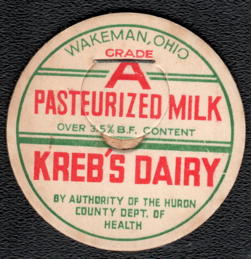 WAKEMAN, OHIO
GRADE
A
PASTEURIZED MILK
OVER 3.5% B.F. CONTENT
KREB'S DAIRY
BY AUTHORITY OF THE HURON
COUNTY DEPT. OF
HEALTH